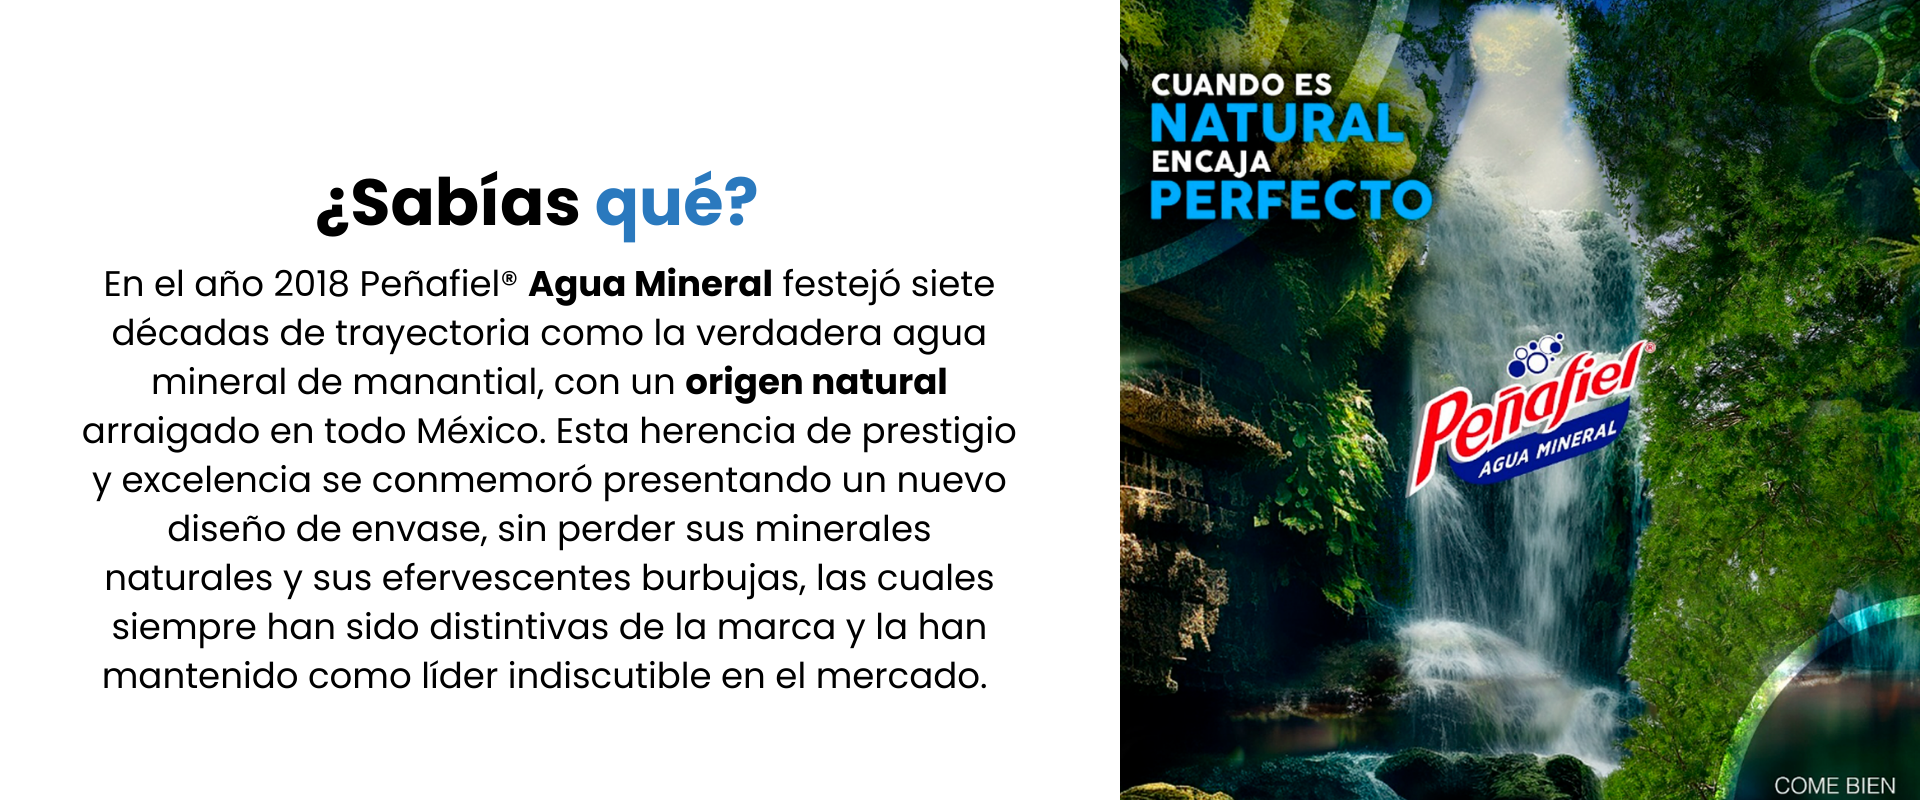 ¿Sabías qué?
En el año 2018 Peñafiel® Agua Mineral festejó siete
décadas de trayectoria como la verdadera agua
mineral de manantial, con un origen natural
arraigado en todo México. Esta herencia de prestigio
y excelencia se conmemoró presentando un nuevo
diseño de envase, sin perder sus minerales
naturales y sus efervescentes burbujas, las cuales
siempre han sido distintivas de la marca y la han
mantenido como líder indiscutible en el mercado.
CUANDO ES
NATURAL
ENCAJA
PERFECTO
Peñafiel®
AGUA MINERAL
COME BIEN